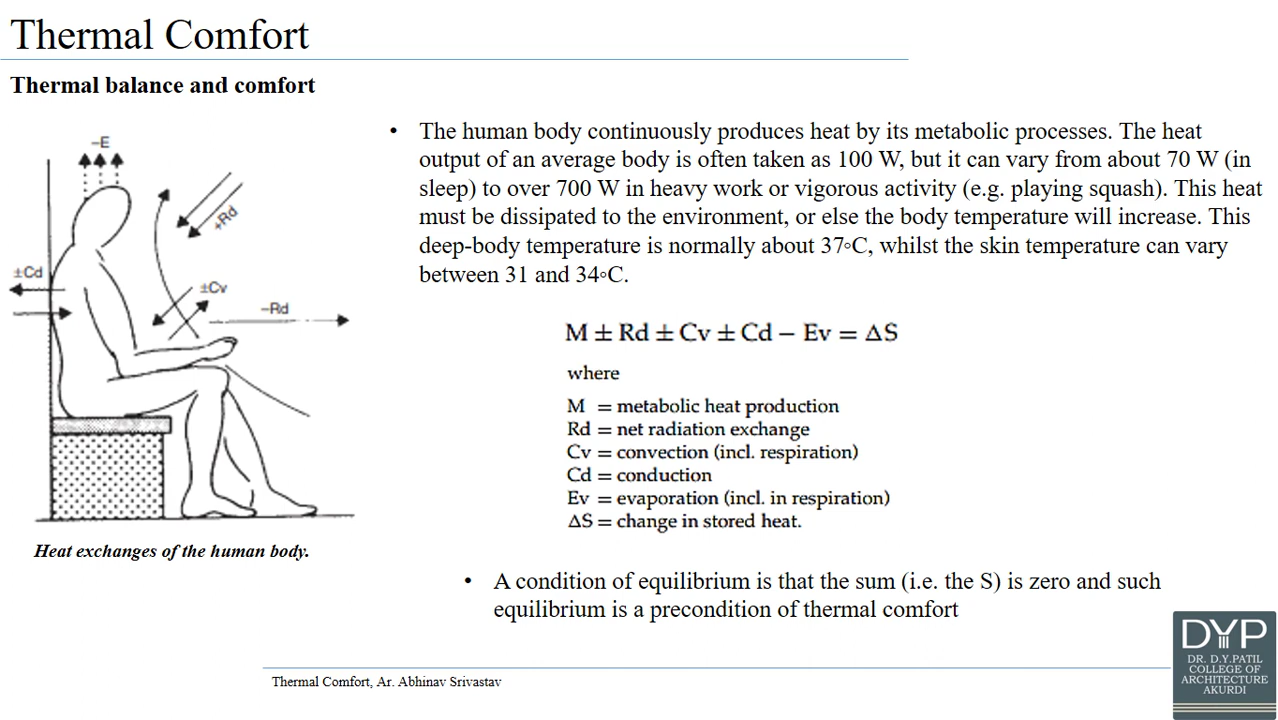 Thermal Comfort
Thermal balance and comfort
–E
+Rd
±Cd
±Cv
–Rd
Heat exchanges of the human body.
• The human body continuously produces heat by its metabolic processes. The heat
output of an average body is often taken as 100 W, but it can vary from about 70 W (in
sleep) to over 700 W in heavy work or vigorous activity (e.g. playing squash). This heat
must be dissipated to the environment, or else the body temperature will increase. This
deep-body temperature is normally about 37◦C, whilst the skin temperature can vary
between 31 and 34◦C.
M ± Rd ± Cv ± Cd – Ev = ΔS
where
M = metabolic heat production
Rd = net radiation exchange
Cv = convection (incl. respiration)
Cd = conduction
Ev = evaporation (incl. in respiration)
ΔS = change in stored heat.
• A condition of equilibrium is that the sum (i.e. the S) is zero and such
equilibrium is a precondition of thermal comfort
Thermal Comfort, Ar. Abhinav Srivastav
DYP
DR. D.Y.PATIL
COLLEGE OF
ARCHITECTURE
AKURDI